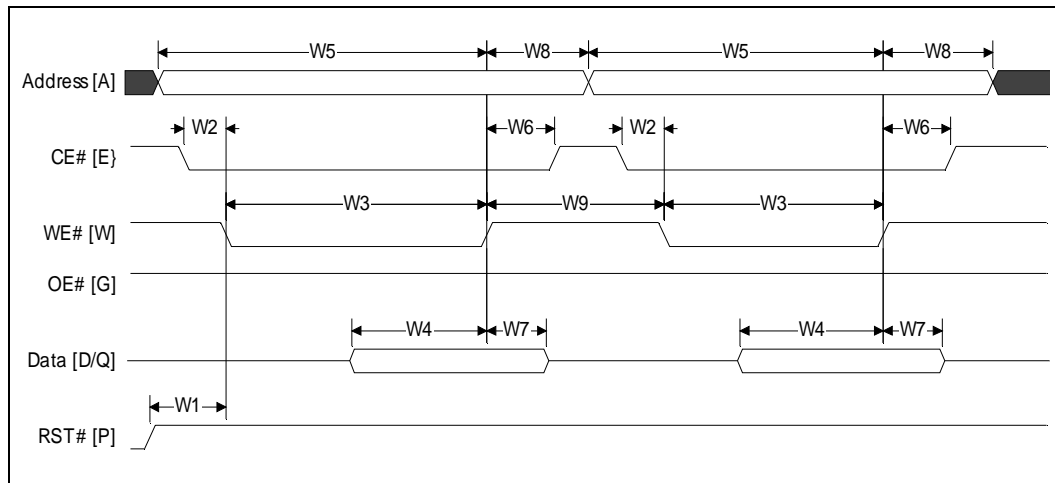 W5 W8 W5 W8
Address [A]
W2 W6 W2 W6
CE# [E}
W3 W9 W3
WE# [W]
OE# [G]
W4 W7 W4 W7
Data [D/Q]
W1
RST# [P]